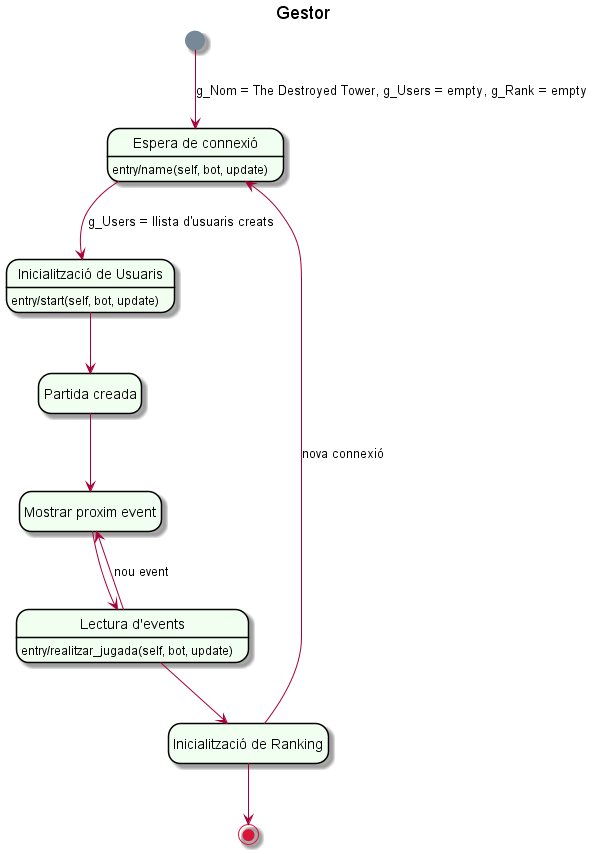 Gestor
g_Nom = The Destroyed Tower, g_Users = empty, g_Rank = empty
Espera de connexió
entry/name(self, bot, update)
g_Users = llista d'usuaris creats
Inicialització de Usuaris
entry/start(self, bot, update)
Partida creada
nova connexió
Mostrar proxim event
nou event
Lectura d'events
entry/realitzar_jugada(self, bot, update)
Inicialització de Ranking